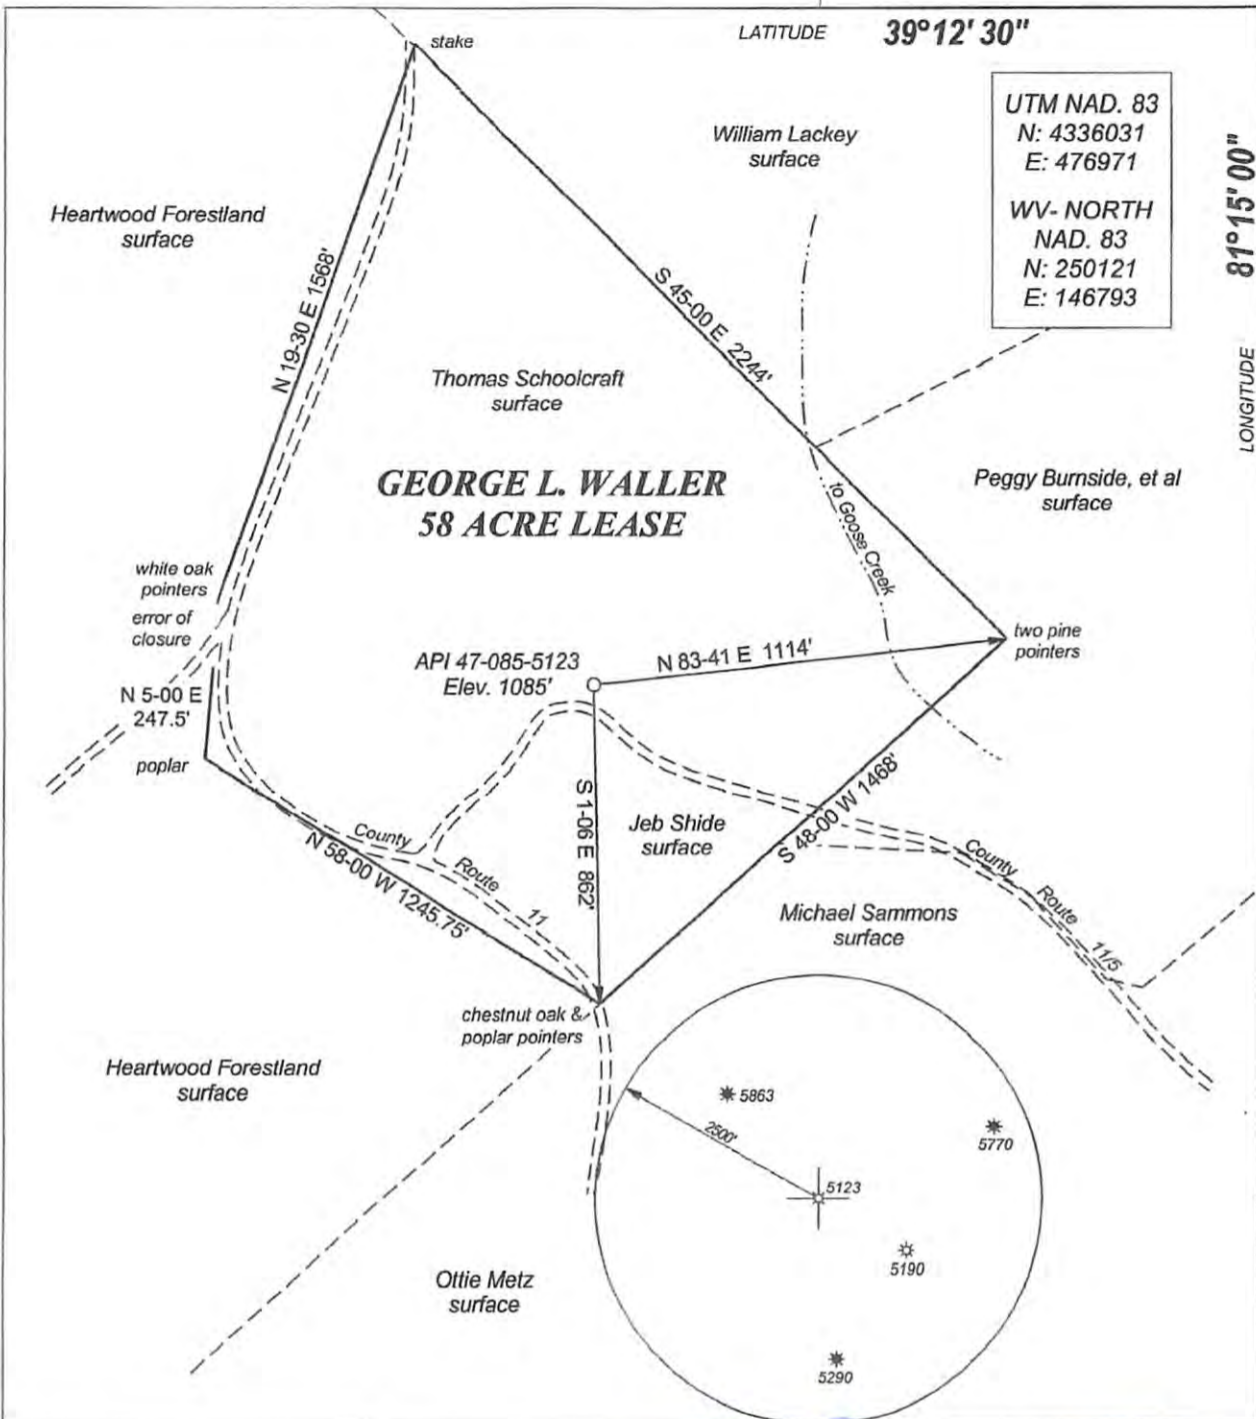 LATITUDE 39°12' 30"
stake
UTM NAD. 83
N: 4336031
E: 476971
WV- NORTH
NAD. 83
N: 250121
E: 146793
81°15' 00"
LONGITUDE
William Lackey
surface
Heartwood Forestland
surface
N 19-30 E 1568'
S 45-00 E 2244'
Thomas Schoolcraft
surface
GEORGE L. WALLER
58 ACRE LEASE
Peggy Burnside, et al
surface
to Goose Creek
white oak
pointers
error of
closure
two pine
pointers
API 47-085-5123
Elev. 1085'
N 83-41 E 1114'
N 5-00 E
247.5'
poplar
S 1-06 E 862'
Jeb Shide
surface
S 48-00 W 1468'
County
Route
11
N 58-00 W 1245.75'
County
Route
11/5
Michael Sammons
surface
chestnut oak &
poplar pointers
Heartwood Forestland
surface
5863
2500'
5770
5123
5190
Ottie Metz
surface
5290